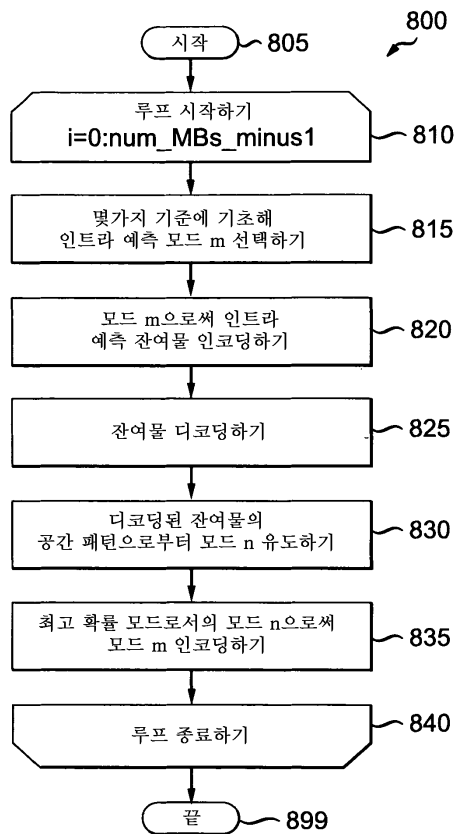 800
시작
805
루프 시작하기
i=0:num_MBs_minus1
810
몇가지 기준에 기초해
인트라 예측 모드 m 선택하기
815
모드 m으로써 인트라
예측 잔여물 인코딩하기
820
잔여물 디코딩하기
825
디코딩된 잔여물의
공간 패턴으로부터 모드 n 유도하기
830
최고 확률 모드로서의 모드 n으로써
모드 m 인코딩하기
835
루프 종료하기
840
끝
899